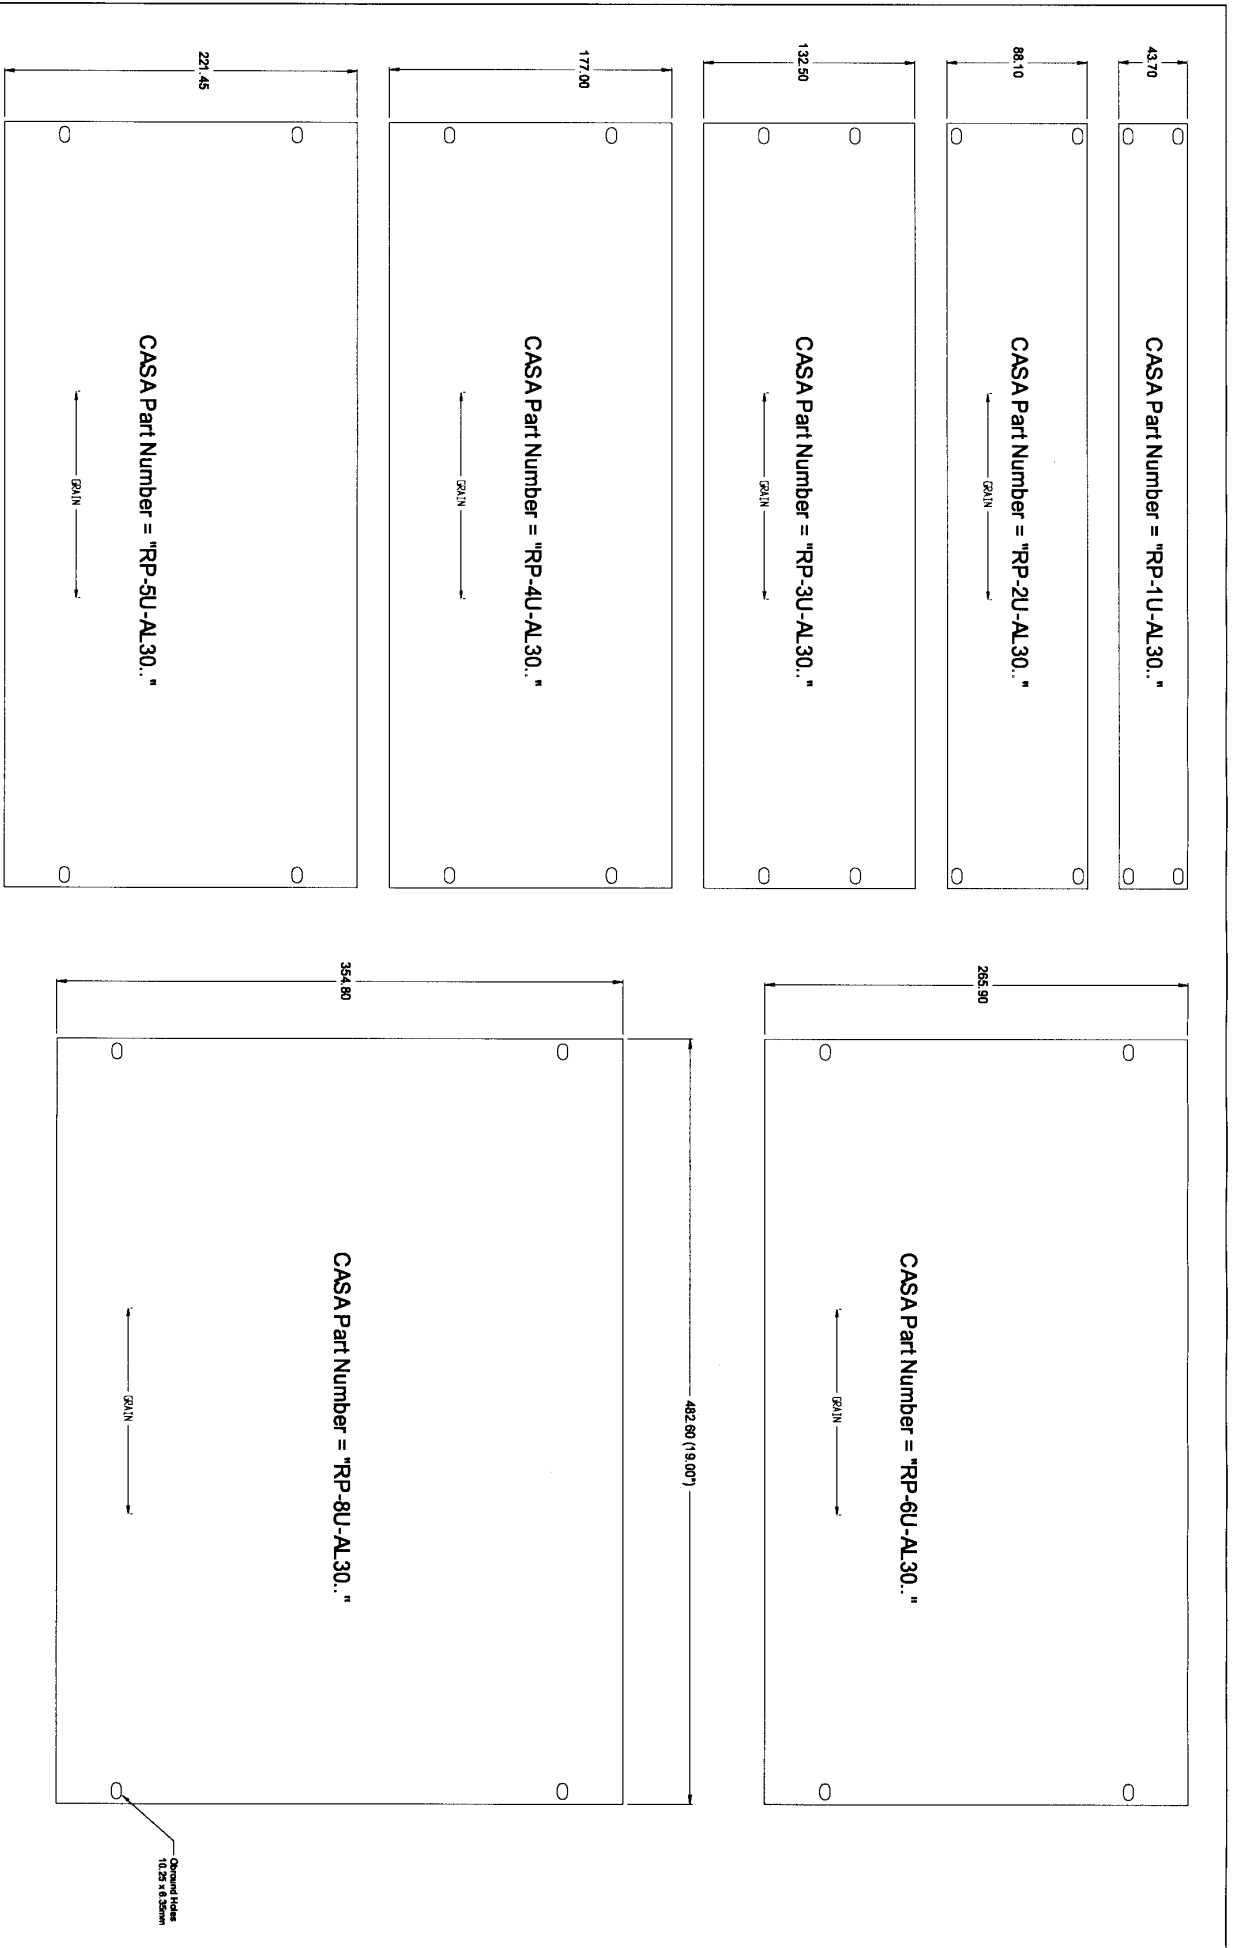 43.70
CASA Part Number = "RP-1U-AL30.. "
88.10
CASA Part Number = "RP-2U-AL30.. "
GRAIN
132.50
CASA Part Number = "RP-3U-AL30.. "
GRAIN
177.00
CASA Part Number = "RP-4U-AL30.. "
GRAIN
221.45
CASA Part Number = "RP-5U-AL30.. "
GRAIN
265.90
CASA Part Number = "RP-6U-AL30.. "
GRAIN
482.60 (19.00")
354.80
CASA Part Number = "RP-8U-AL30.. "
GRAIN
Obround Holes
10.25 x 6.35mm